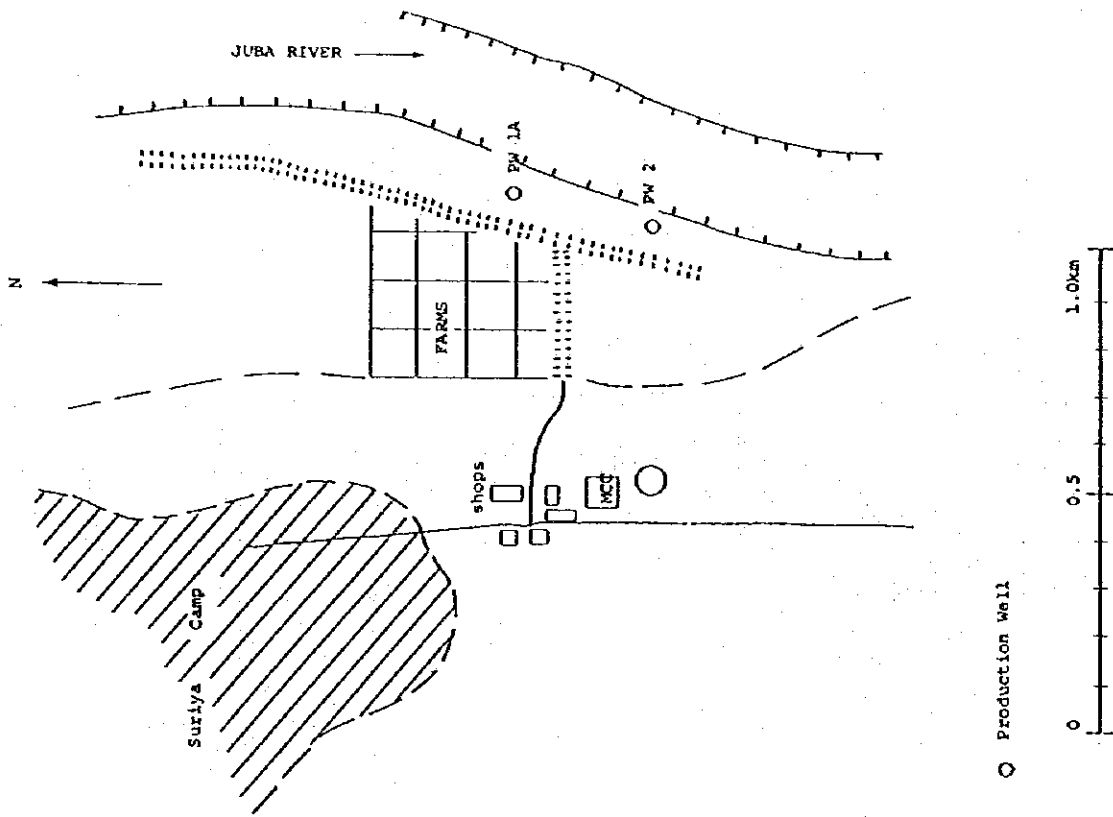 JUBA RIVER
N
PW 1A
PW 2
FARMS
shops
MCC
Suriya Camp
0 0.5 1.0km
Production Well